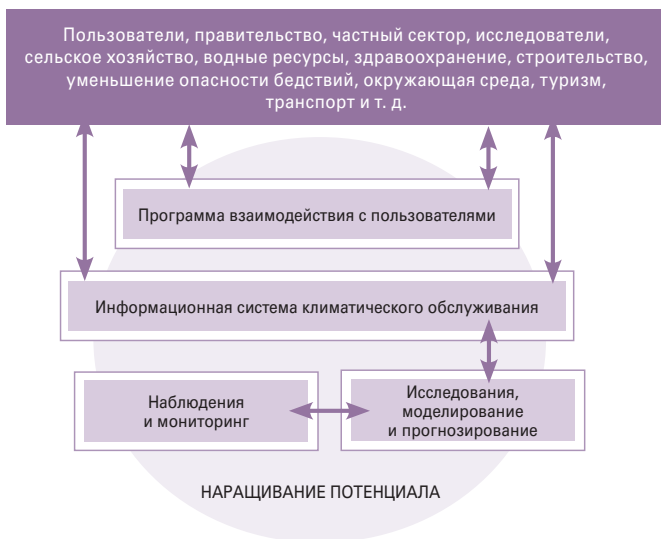 Пользователи, правительство, частный сектор, исследователи,
сельское хозяйство, водные ресурсы, здравоохранение, строительство,
уменьшение опасности бедствий, окружающая среда, туризм,
транспорт и т. д.
Программа взаимодействия с пользователями
Информационная система климатического обслуживания
Наблюдения
и мониторинг
Исследования,
моделирование
и прогнозирование
НАРАЩИВАНИЕ ПОТЕНЦИАЛА